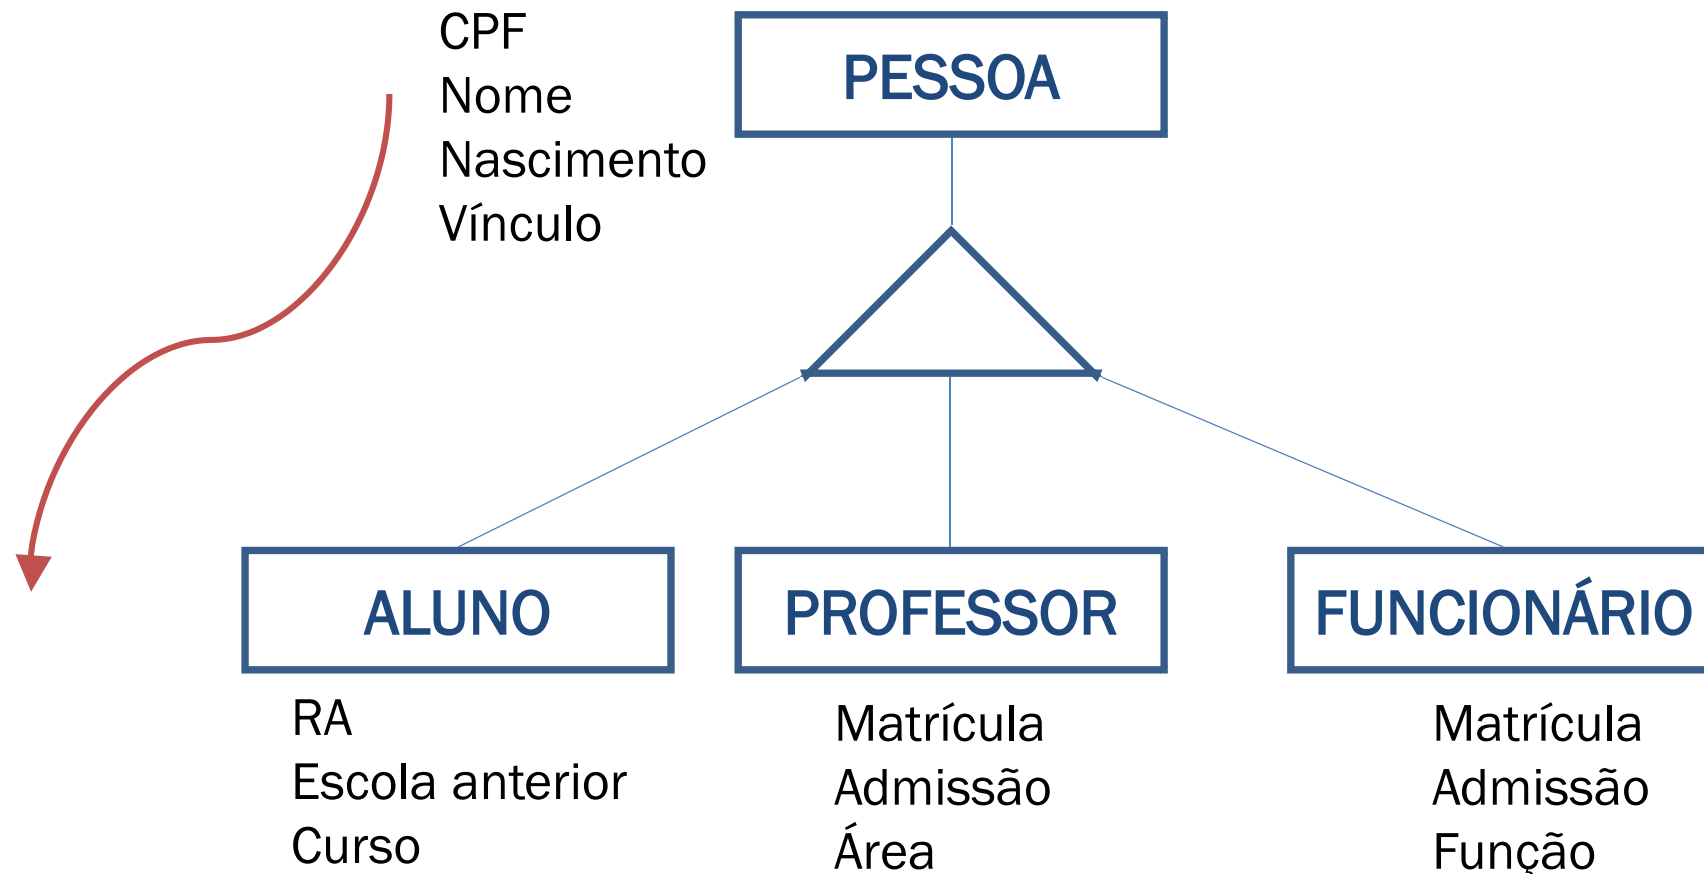 CPF
Nome
Nascimento
Vínculo
PESSOA
ALUNO
RA
Escola anterior
Curso
PROFESSOR
Matrícula
Admissão
Área
FUNCIONÁRIO
Matrícula
Admissão
Função